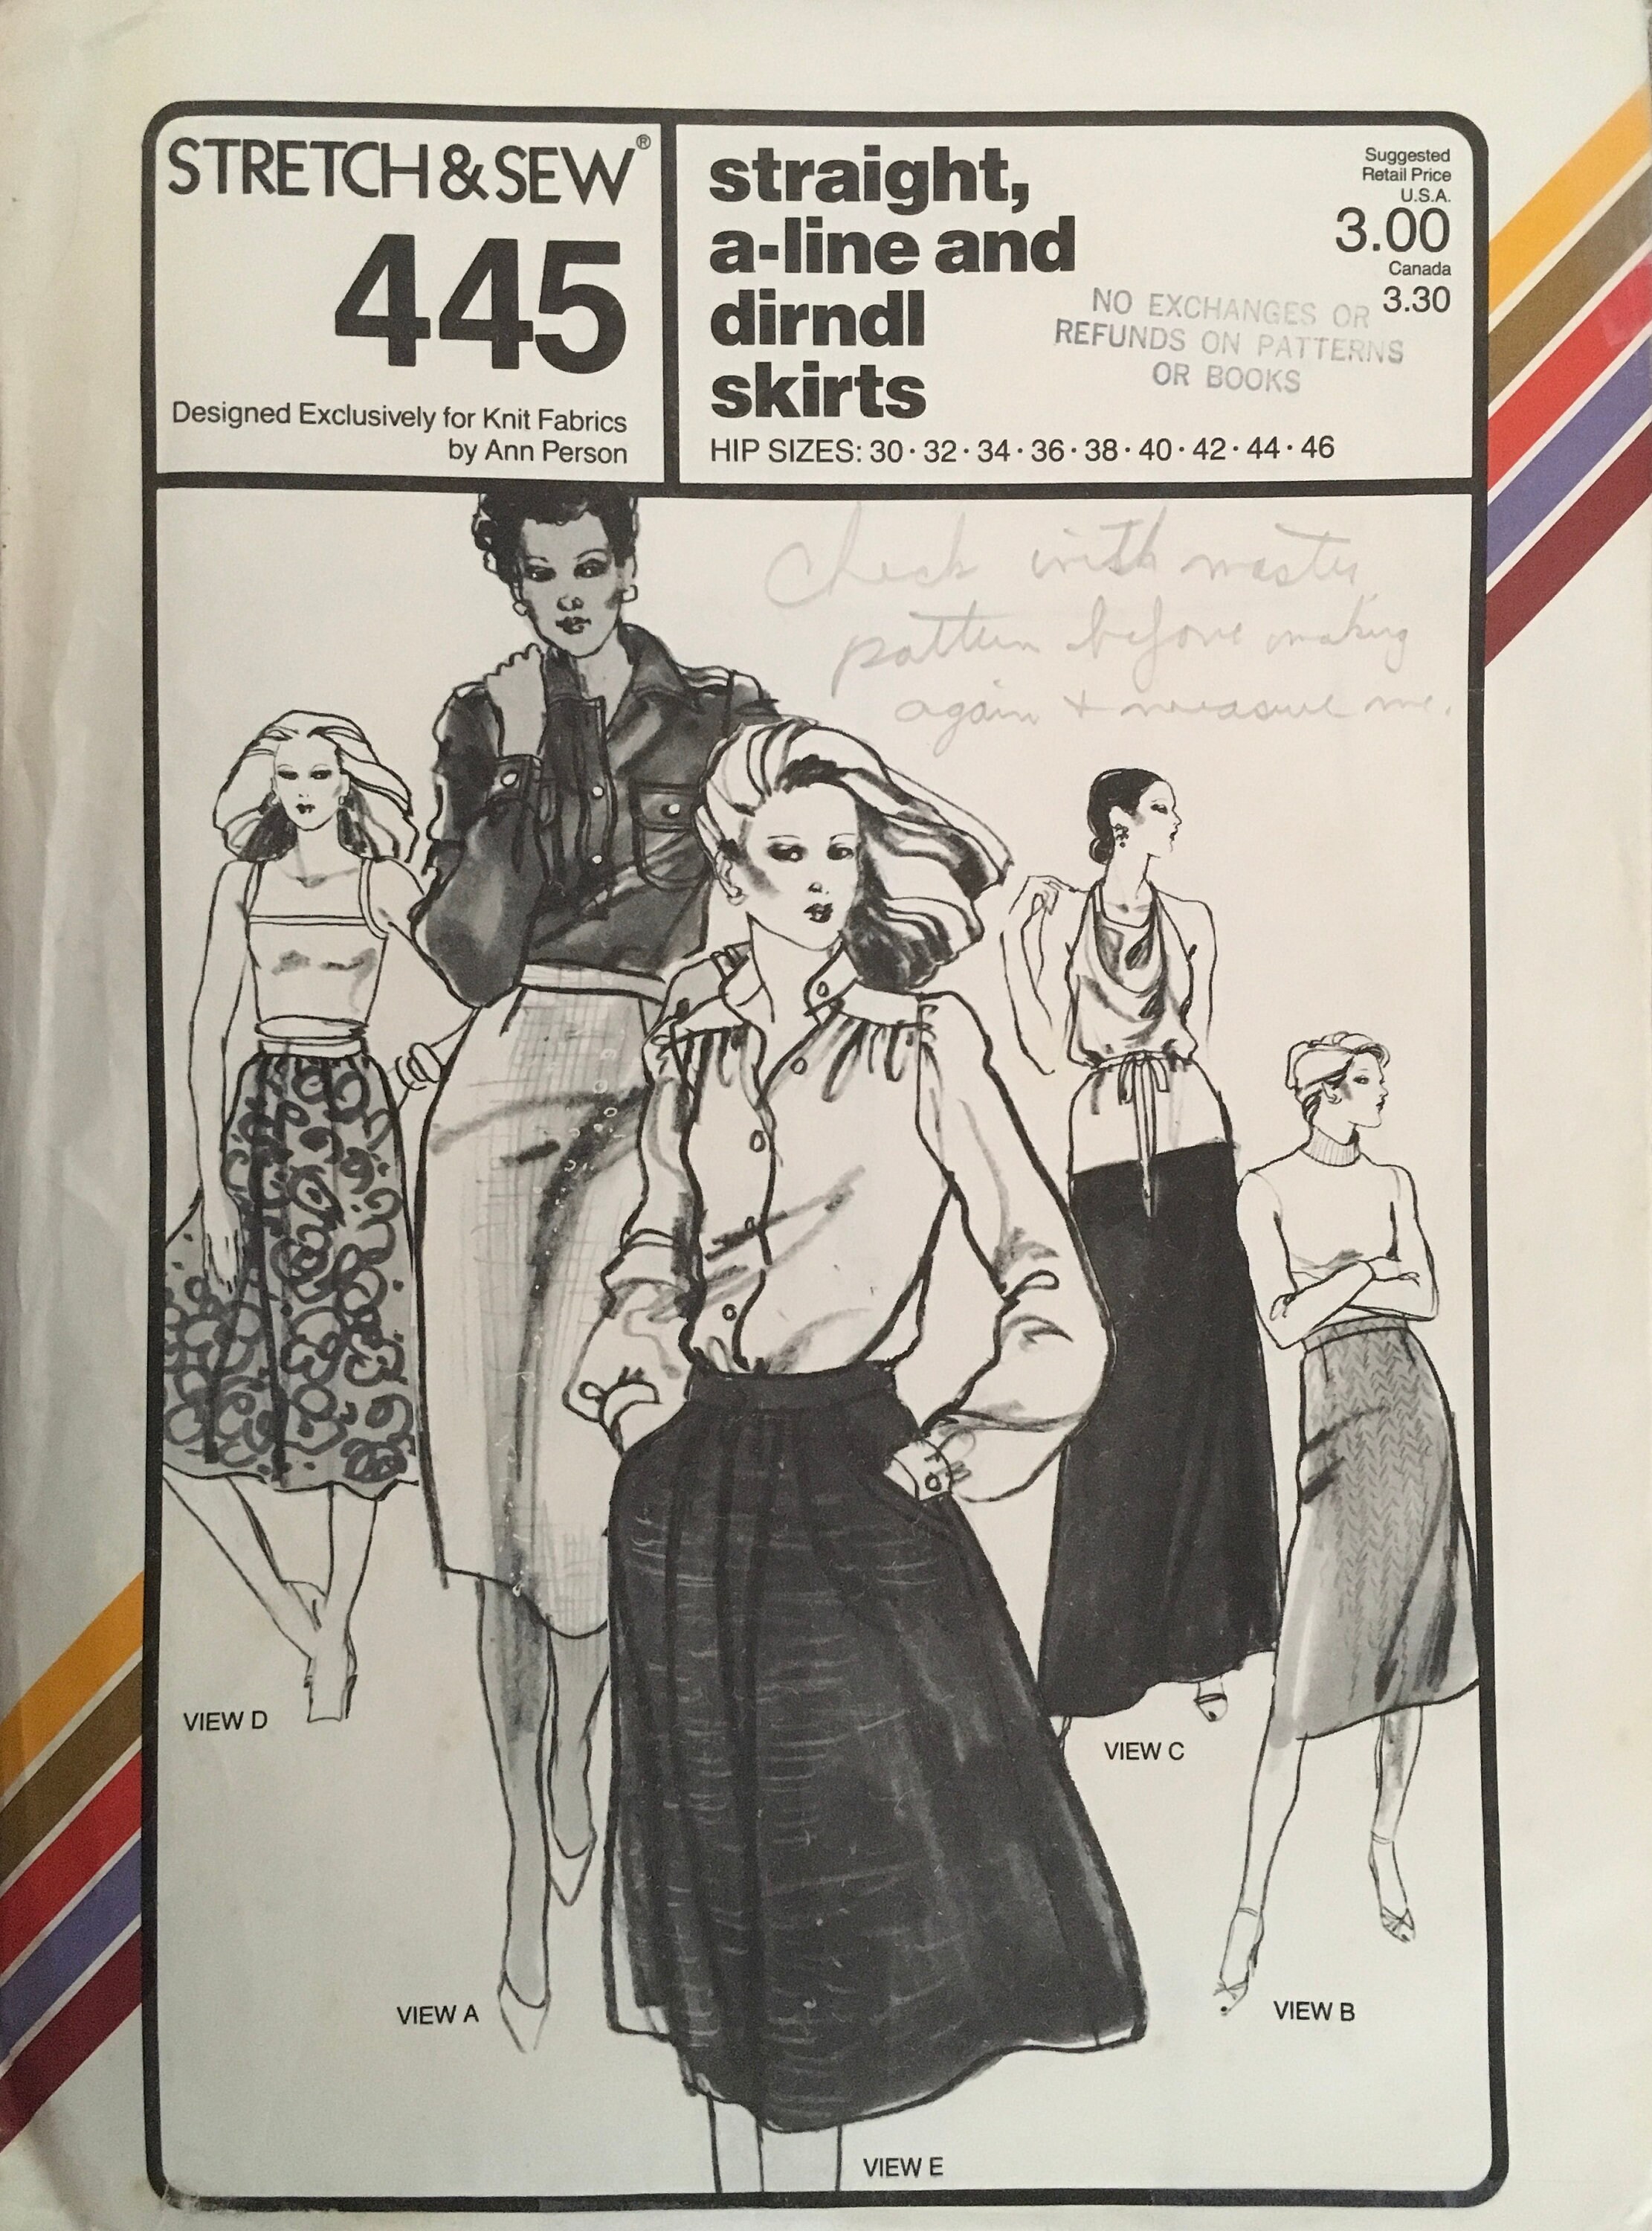 STRETCH & SEW®
445
Designed Exclusively for Knit Fabrics
by Ann Person
straight,
a-line and
dirndl
skirts
HIP SIZES: 30 · 32 · 34 · 36 · 38 · 40 · 42 · 44 · 46
Suggested
Retail Price
U.S.A.
3.00
Canada
3.30
NO EXCHANGES OR
REFUNDS ON PATTERNS
OR BOOKS
Check with master
pattern before making
again + measure me.
VIEW D
VIEW C
VIEW A
VIEW B
VIEW E